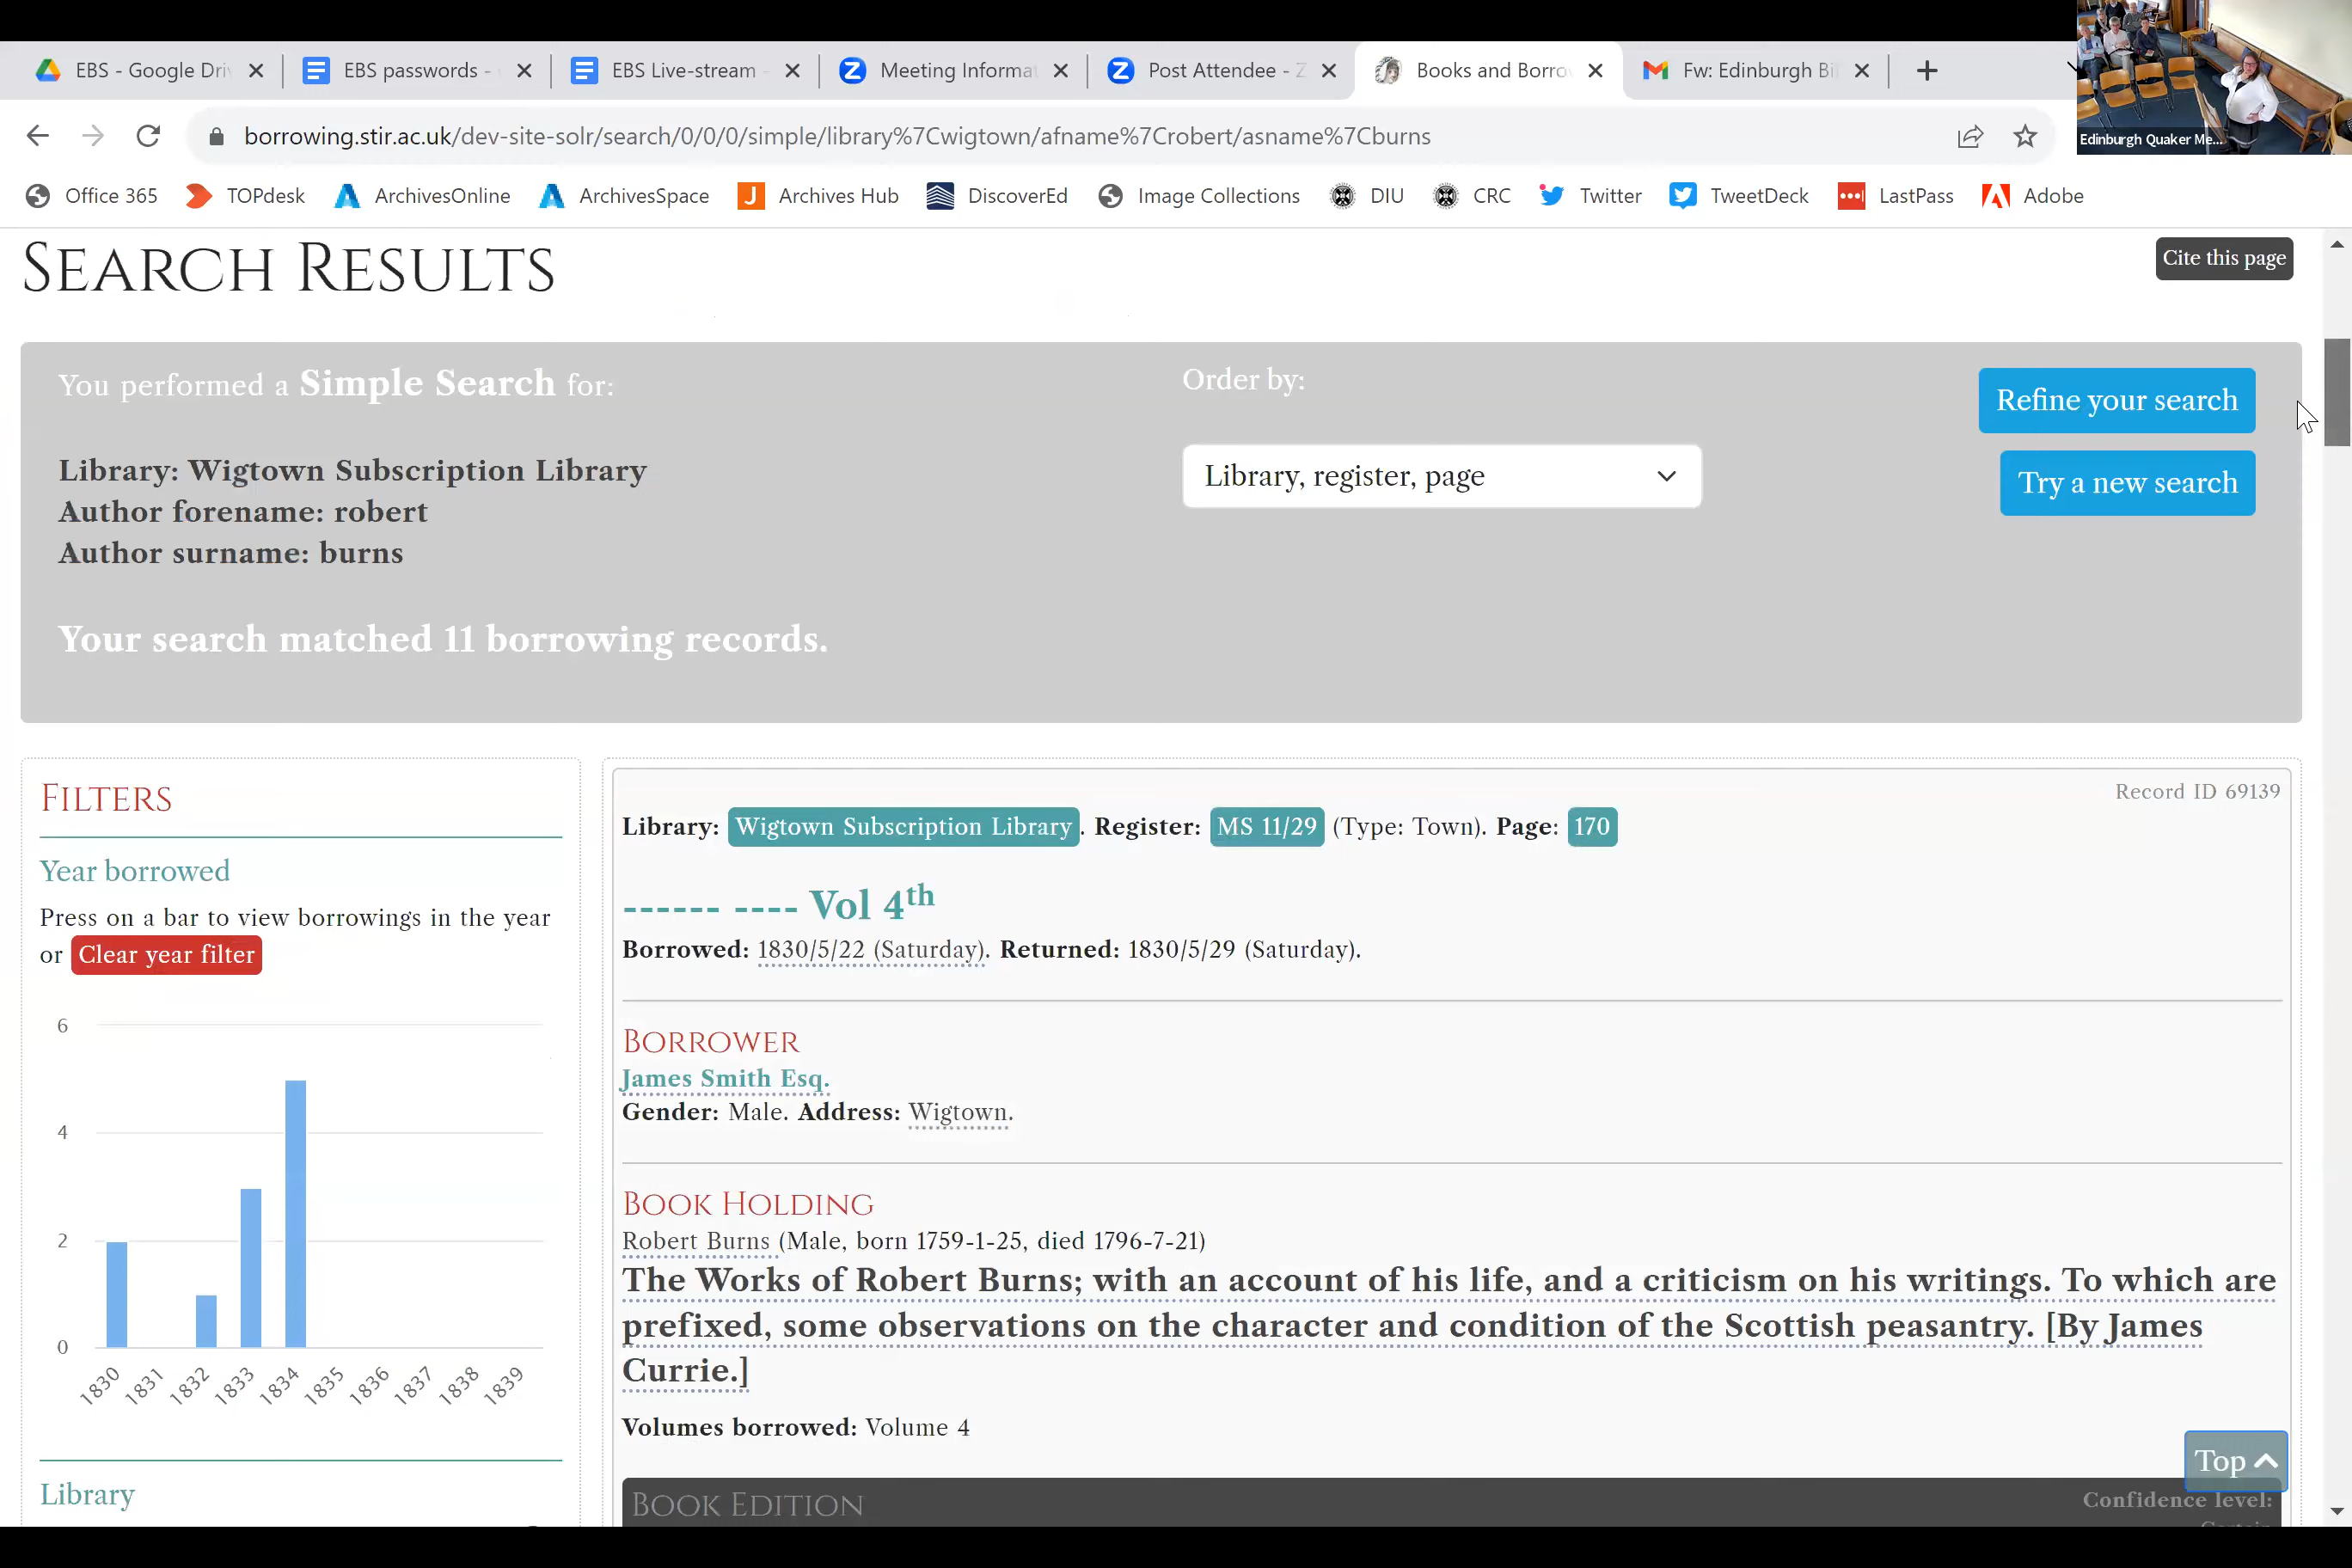 EBS - Google Dri
EBS passwords -
EBS Live-stream -
Meeting Informa
Post Attendee - Z
Books and Borro
Fw: Edinburgh Bi
borrowing.stir.ac.uk/dev-site-solr/search/0/0/0/simple/library%7Cwigtown/afname%7Crobert/asname%7Cburns
Edinburgh Quaker Me...
Office 365
TOPdesk
ArchivesOnline
ArchivesSpace
Archives Hub
DiscoverEd
Image Collections
DIU
CRC
Twitter
TweetDeck
LastPass
Adobe
SEARCH RESULTS
Cite this page
You performed a Simple Search for:
Library: Wigtown Subscription Library
Author forename: robert
Author surname: burns
Your search matched 11 borrowing records.
Order by:
Library, register, page
Refine your search
Try a new search
FILTERS
Year borrowed
Press on a bar to view borrowings in the year
or Clear year filter
6
4
2
0
1830 1831 1832 1833 1834 1835 1836 1837 1838 1839
Library
Record ID 69139
Library: Wigtown Subscription Library. Register: MS 11/29 (Type: Town). Page: 170
------ ---- Vol 4th
Borrowed: 1830/5/22 (Saturday). Returned: 1830/5/29 (Saturday).
BORROWER
James Smith Esq.
Gender: Male. Address: Wigtown.
BOOK HOLDING
Robert Burns (Male, born 1759-1-25, died 1796-7-21)
The Works of Robert Burns; with an account of his life, and a criticism on his writings. To which are
prefixed, some observations on the character and condition of the Scottish peasantry. [By James
Currie.]
Volumes borrowed: Volume 4
Top
BOOK EDITION
Confidence level: